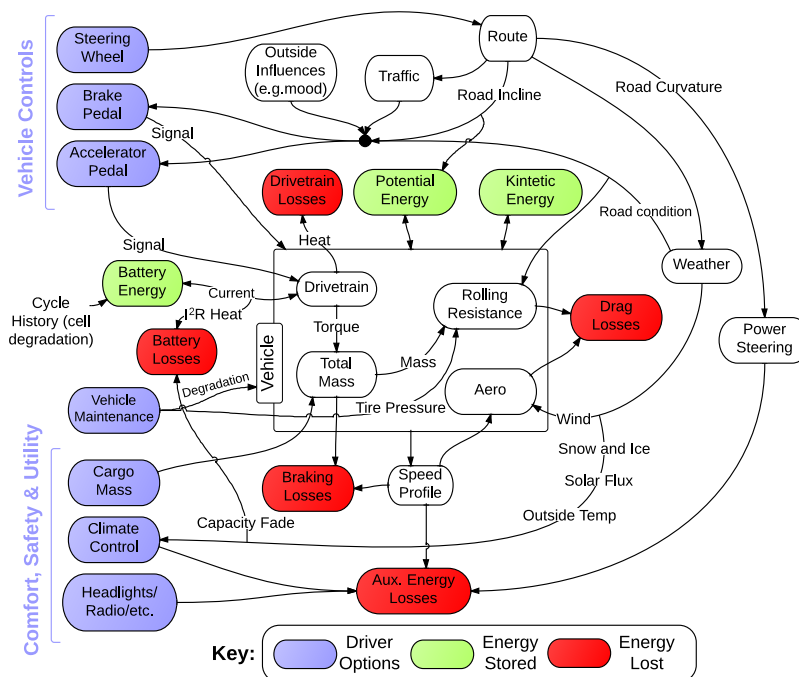 Vehicle Controls
Steering
Wheel
Brake
Pedal
Accelerator
Pedal
Outside
Influences
(e.g.mood)
Traffic
Route
Road Incline
Road Curvature
Signal
Drivetrain
Losses
Potential
Energy
Kintetic
Energy
Road condition
Signal
Heat
Battery
Energy
Current
Drivetrain
Rolling
Resistance
Weather
Cycle
History (cell
degradation)
I²R Heat
Battery
Losses
Torque
Drag
Losses
Power
Steering
Vehicle
Total
Mass
Mass
Aero
Degradation
Vehicle
Maintenance
Tire Pressure
Wind
Snow and Ice
Solar Flux
Outside Temp
Comfort, Safety & Utility
Cargo
Mass
Braking
Losses
Speed
Profile
Climate
Control
Capacity Fade
Headlights/
Radio/etc.
Aux. Energy
Losses
Key:
Driver
Options
Energy
Stored
Energy
Lost